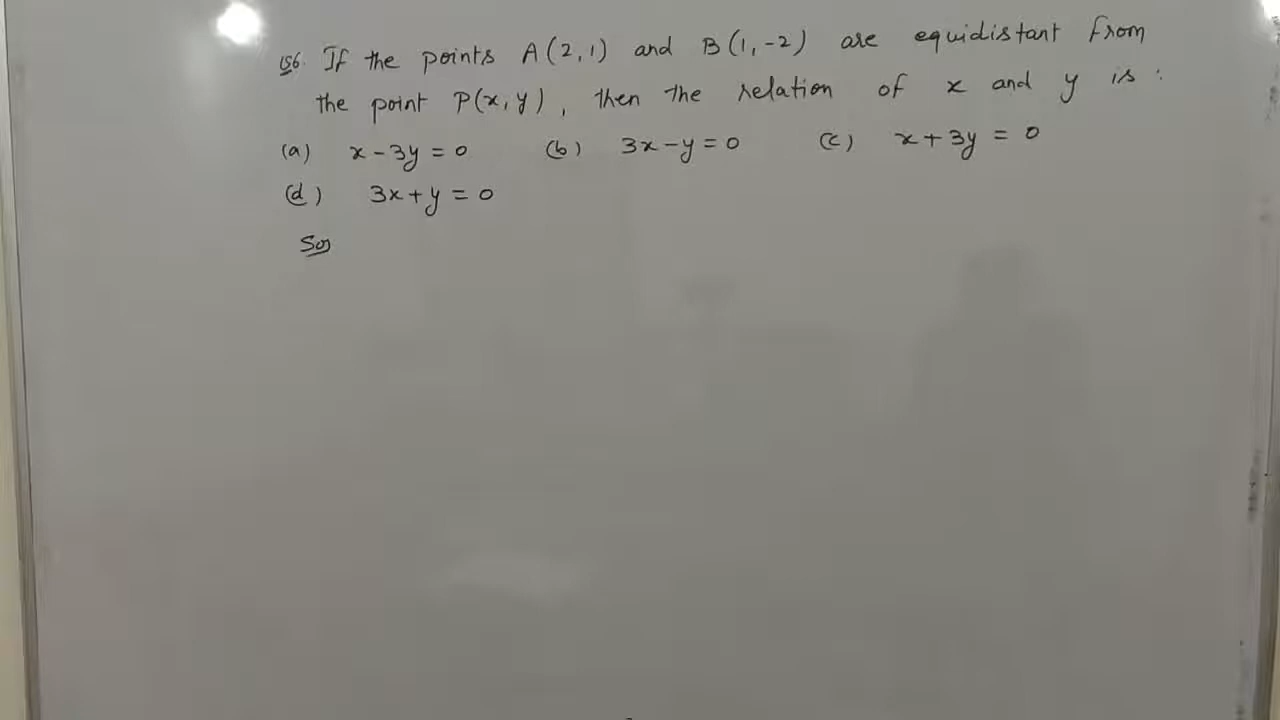 156. If the points A(2,1) and B(1,-2) are equidistant from
the point P(x,y), then the relation of x and y is :
(a) x-3y=0 (b) 3x-y=0 (c) x+3y=0
(d) 3x+y=0
Sol